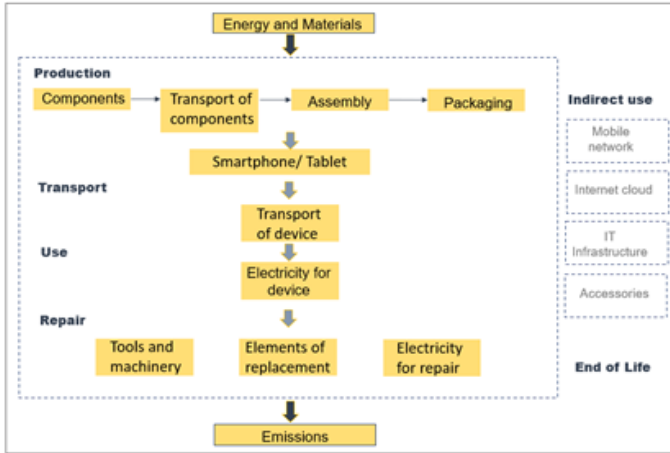 Energy and Materials
Production
Components
Transport of
components
Assembly
Packaging
Indirect use
Mobile
network
Smartphone/ Tablet
Internet cloud
Transport
Transport
of device
IT
Infrastructure
Use
Electricity for
device
Accessories
Repair
Tools and
machinery
Elements of
replacement
Electricity
for repair
End of Life
Emissions